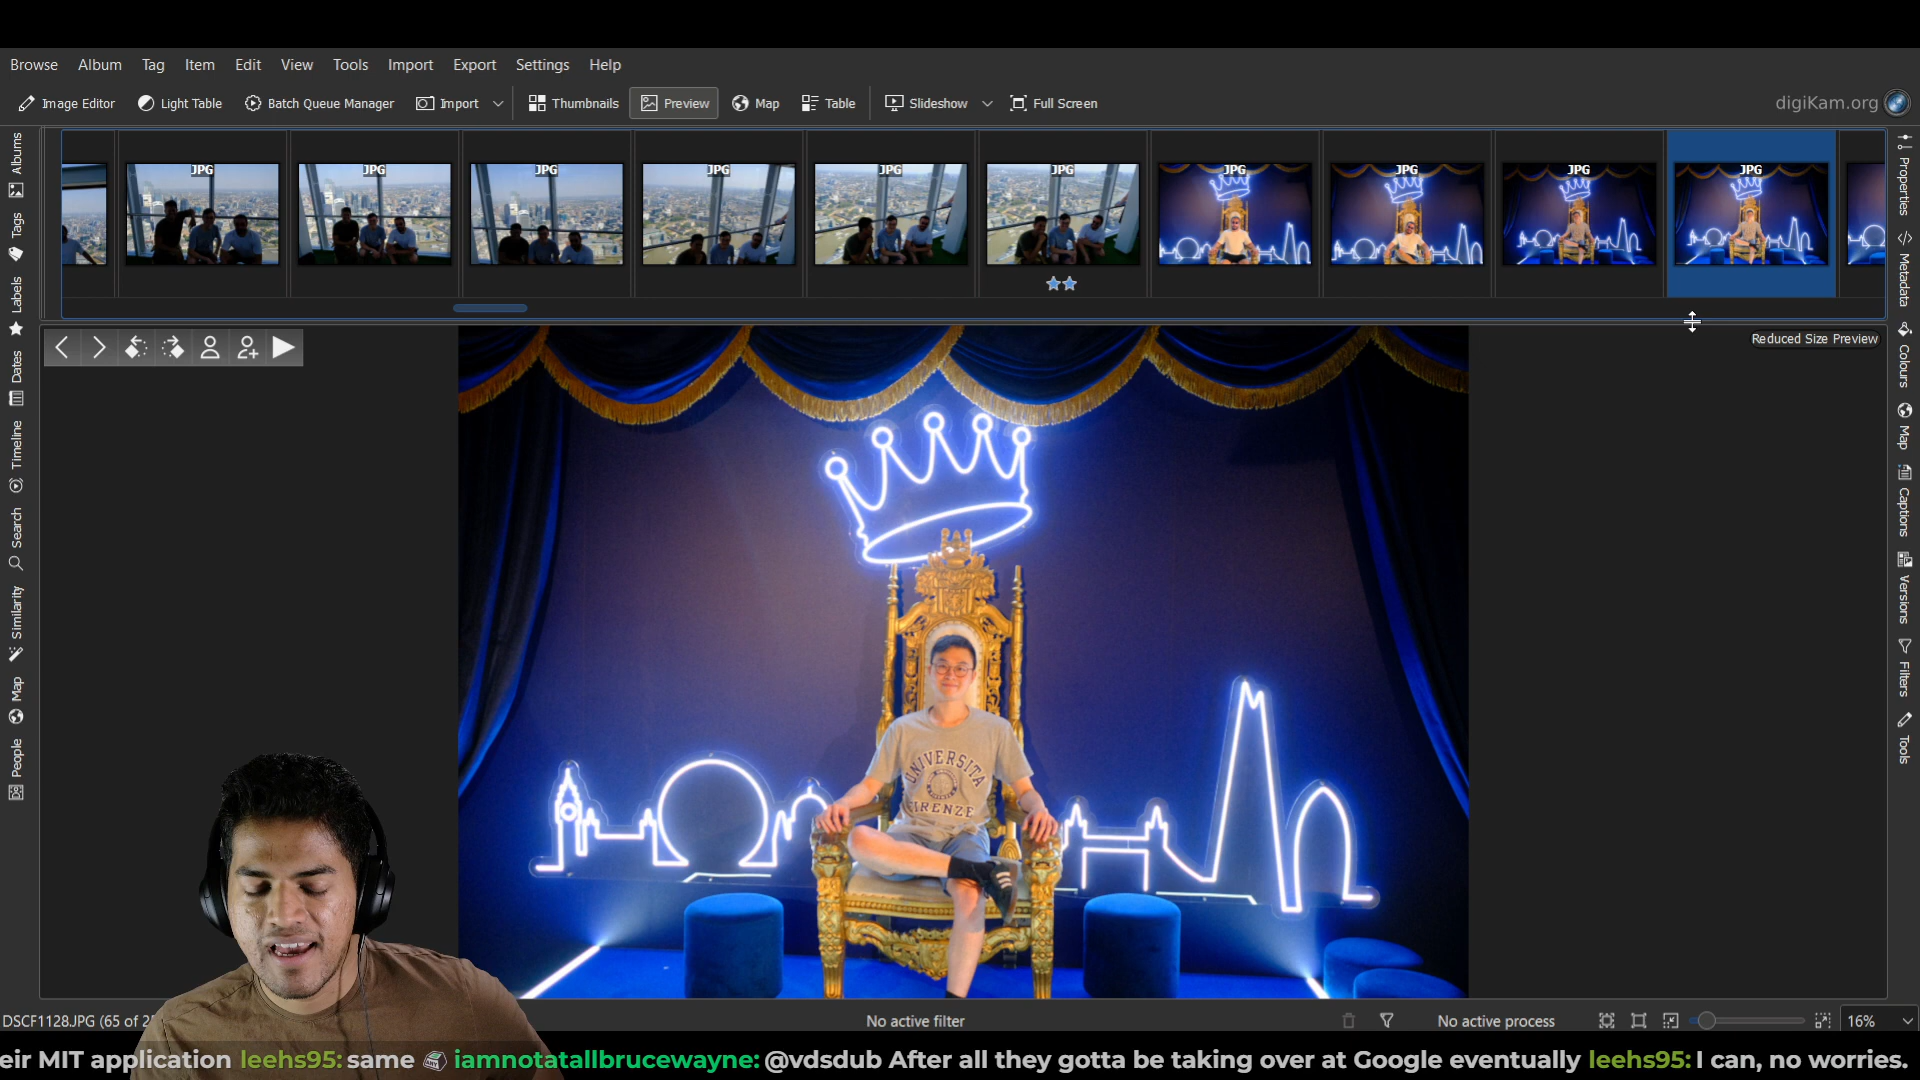 Browse Album Tag Item Edit View Tools Import Export Settings Help
Image Editor Light Table Batch Queue Manager Import Thumbnails Preview Map Table Slideshow Full Screen digiKam.org
JPG JPG JPG JPG JPG JPG JPG JPG JPG JPG
Albums
Tags
Labels
Dates
Timeline
Search
Similarity
Map
People
Reduced Size Preview
UNIVERSITA
FIRENZE
Properties
Metadata
Colours
Map
Captions
Versions
Filters
Tools
DSCF1128.JPG (65 of No active filter No active process 16%
eir MIT application leehs95: same iamnotatallbrucewayne: @vdsdub After all they gotta be taking over at Google eventually leehs95: I can, no worries.